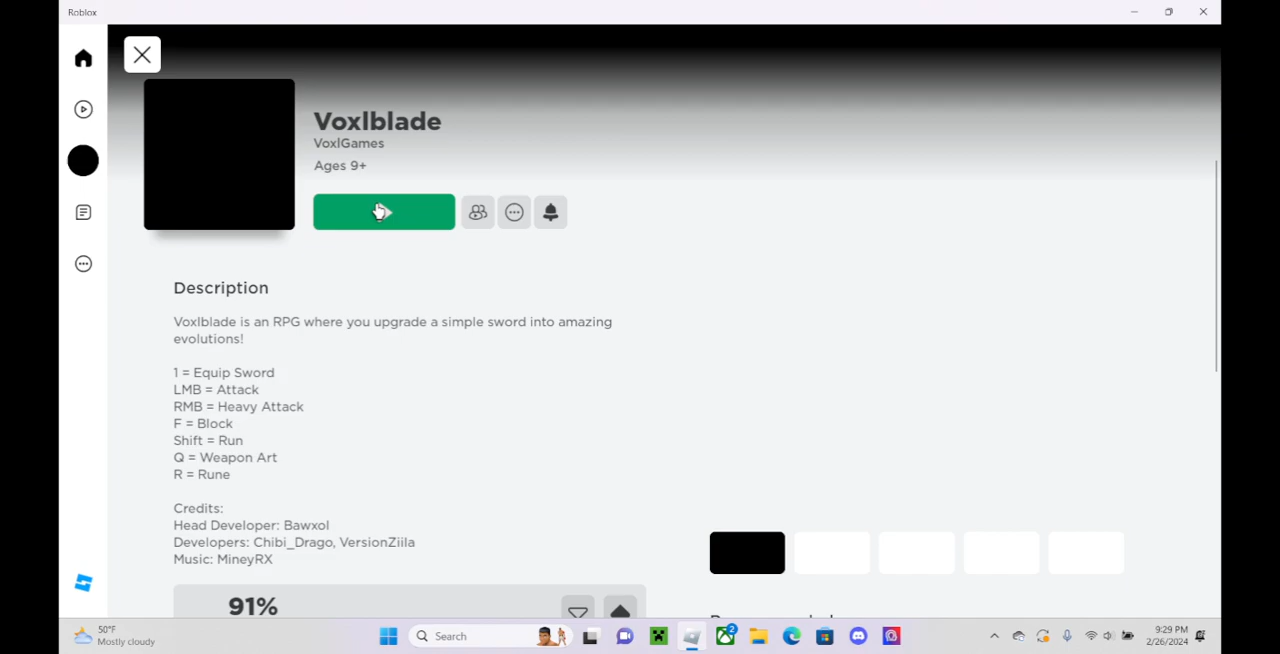 Roblox
Voxlblade
VoxlGames
Ages 9+
Description
Voxlblade is an RPG where you upgrade a simple sword into amazing
evolutions!
1 = Equip Sword
LMB = Attack
RMB = Heavy Attack
F = Block
Shift = Run
Q = Weapon Art
R = Rune
Credits:
Head Developer: Bawxol
Developers: Chibi_Drago, VersionZiila
Music: MineyRX
91%
50°F
Mostly cloudy
Search
2
9:29 PM
2/26/2024